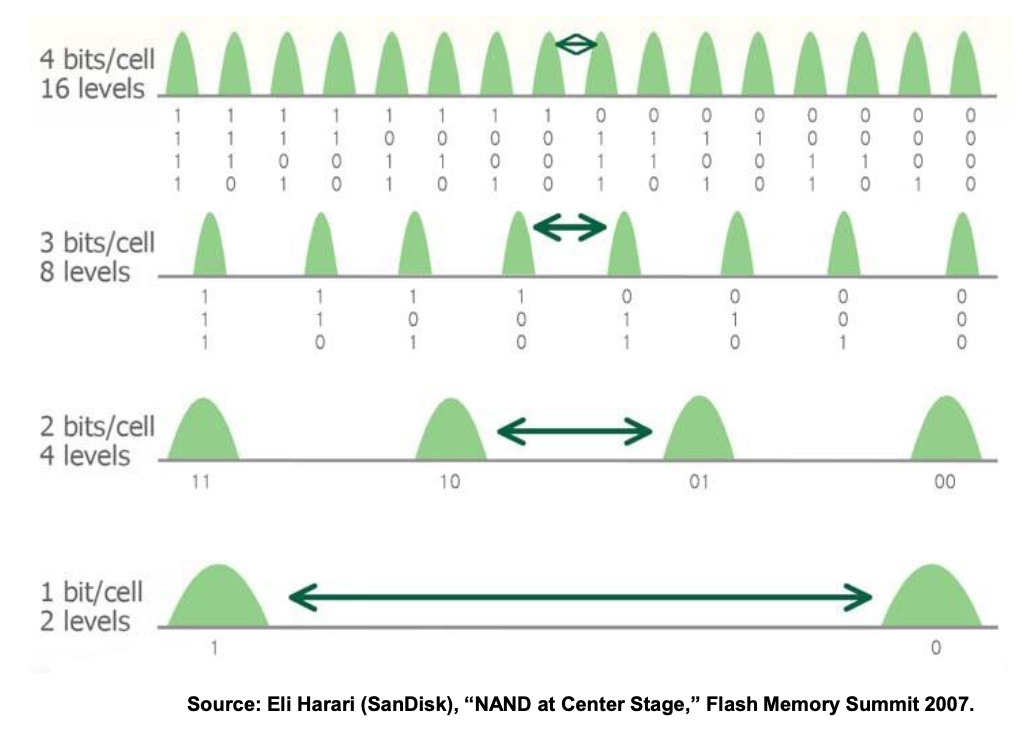 4 bits/cell
16 levels
1 1 1 1 1 1 1 1 0 0 0 0 0 0 0 0
1 1 1 1 0 0 0 0 1 1 1 1 0 0 0 0
1 1 0 0 1 1 0 0 1 1 0 0 1 1 0 0
1 0 1 0 1 0 1 0 1 0 1 0 1 0 1 0
3 bits/cell
8 levels
1 1 1 1 0 0 0 0
1 1 0 0 1 1 0 0
1 0 1 0 1 0 1 0
2 bits/cell
4 levels
11 10 01 00
1 bit/cell
2 levels
1 0
Source: Eli Harari (SanDisk), “NAND at Center Stage,” Flash Memory Summit 2007.